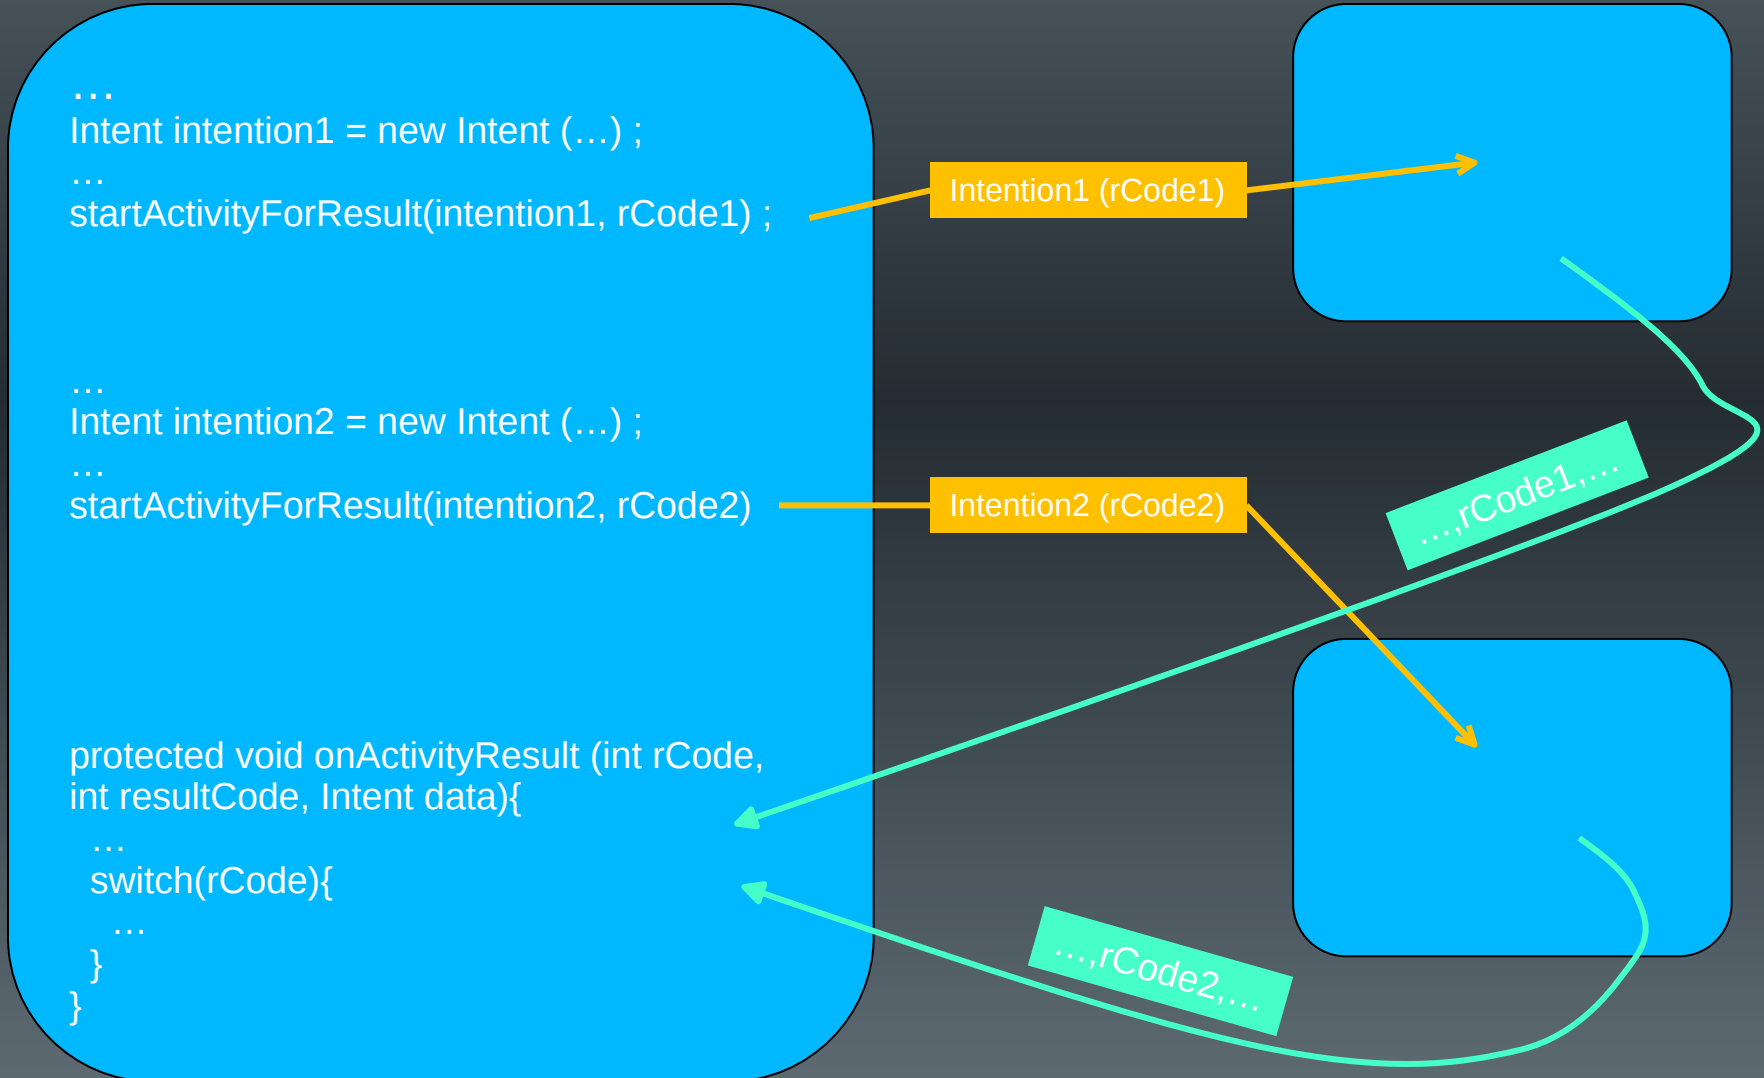 …
Intent intention1 = new Intent (…) ;
…
startActivityForResult(intention1, rCode1) ;
Intention1 (rCode1)
…
Intent intention2 = new Intent (…) ;
…
startActivityForResult(intention2, rCode2)
Intention2 (rCode2)
…,rCode1,…
protected void onActivityResult (int rCode,
int resultCode, Intent data){
…
switch(rCode){
…
}
}
…,rCode2,…